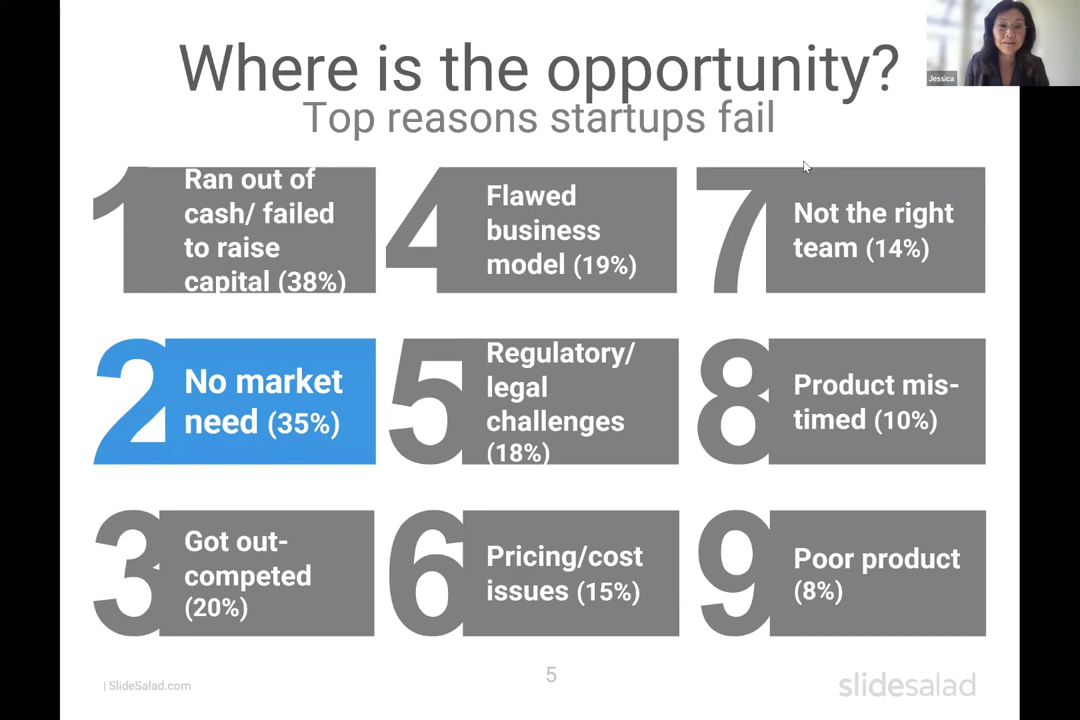 Where is the opportunity?
Top reasons startups fail
Jessica
1
Ran out of
cash/ failed
to raise
capital (38%)
4
Flawed
business
model (19%)
7
Not the right
team (14%)
2
No market
need (35%)
5
Regulatory/
legal
challenges
(18%)
8
Product mis-
timed (10%)
3
Got out-
competed
(20%)
6
Pricing/cost
issues (15%)
9
Poor product
(8%)
| SlideSalad.com
5
slidesalad